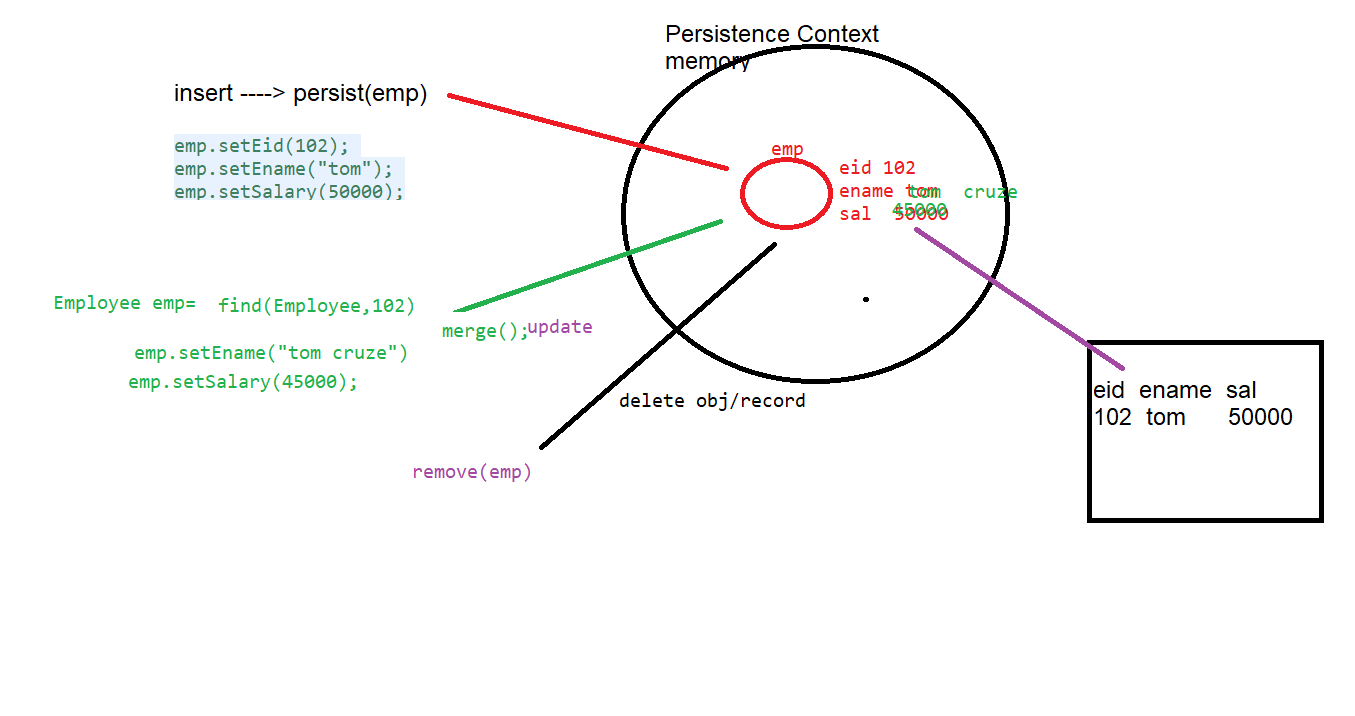 Persistence Context
memory
insert ----> persist(emp)
emp.setEid(102);
emp.setEname("tom");
emp.setSalary(50000);
emp
eid 102
ename tom
tom cruze
sal 50000
45000
Employee emp= find(Employee,102)
merge();update
emp.setEname("tom cruze")
emp.setSalary(45000);
delete obj/record
remove(emp)
eid ename sal
102 tom 50000